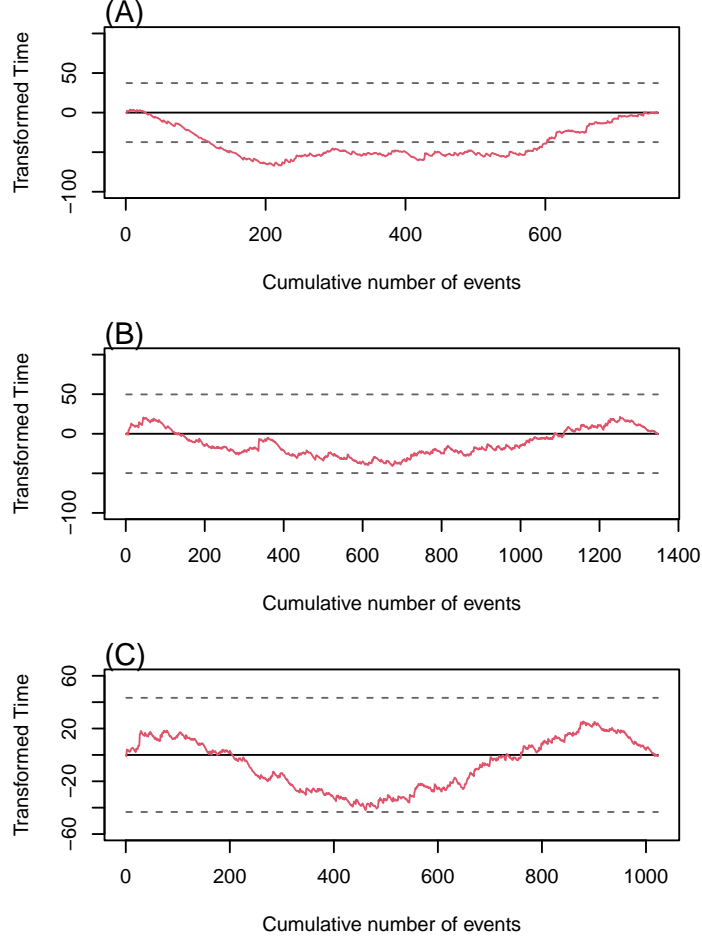 (A)
Transformed Time
50
0
−100
0 200 400 600
Cumulative number of events
(B)
Transformed Time
50
0
−100
0 200 400 600 800 1000 1200 1400
Cumulative number of events
(C)
Transformed Time
60
20
−20
−60
0 200 400 600 800 1000
Cumulative number of events